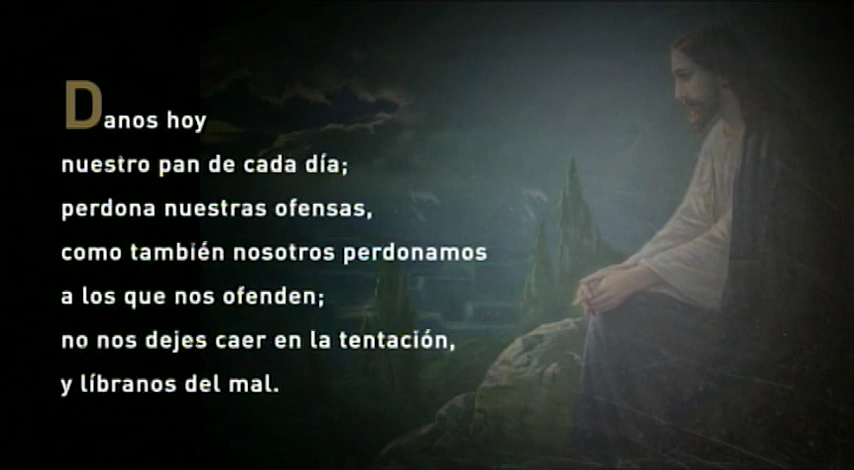 Danos hoy
nuestro pan de cada día;
perdona nuestras ofensas,
como también nosotros perdonamos
a los que nos ofenden;
no nos dejes caer en la tentación,
y líbranos del mal.